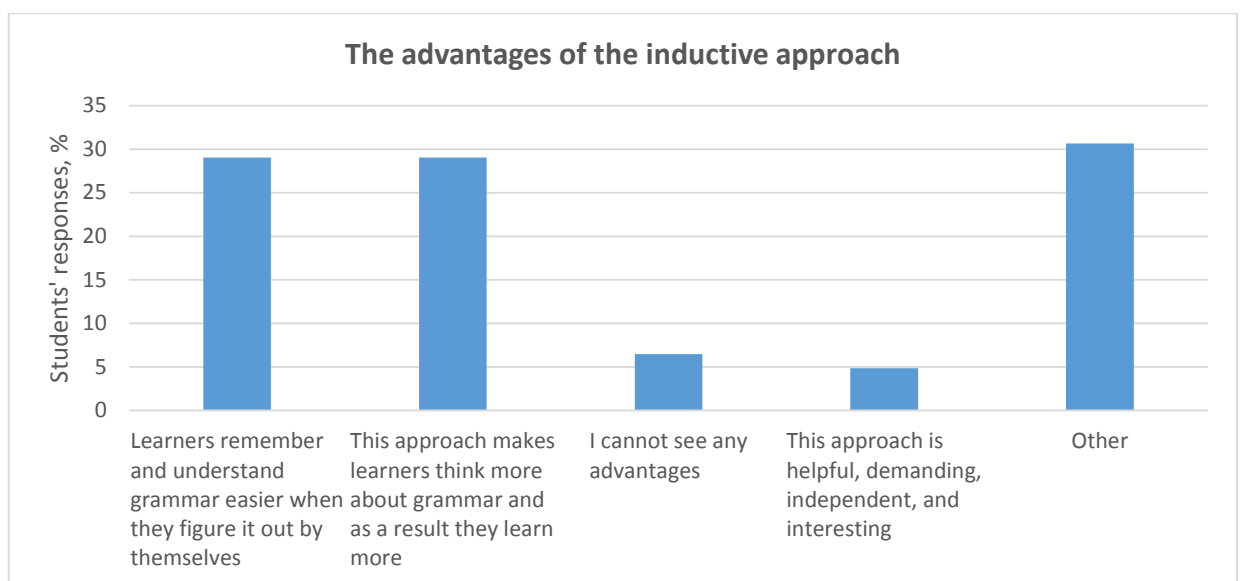 The advantages of the inductive approach
Students' responses, %
35
30
25
20
15
10
5
0
Learners remember
and understand
grammar easier when
they figure it out by
themselves
This approach makes
learners think more
about grammar and
as a result they learn
more
I cannot see any
advantages
This approach is
helpful, demanding,
independent, and
interesting
Other